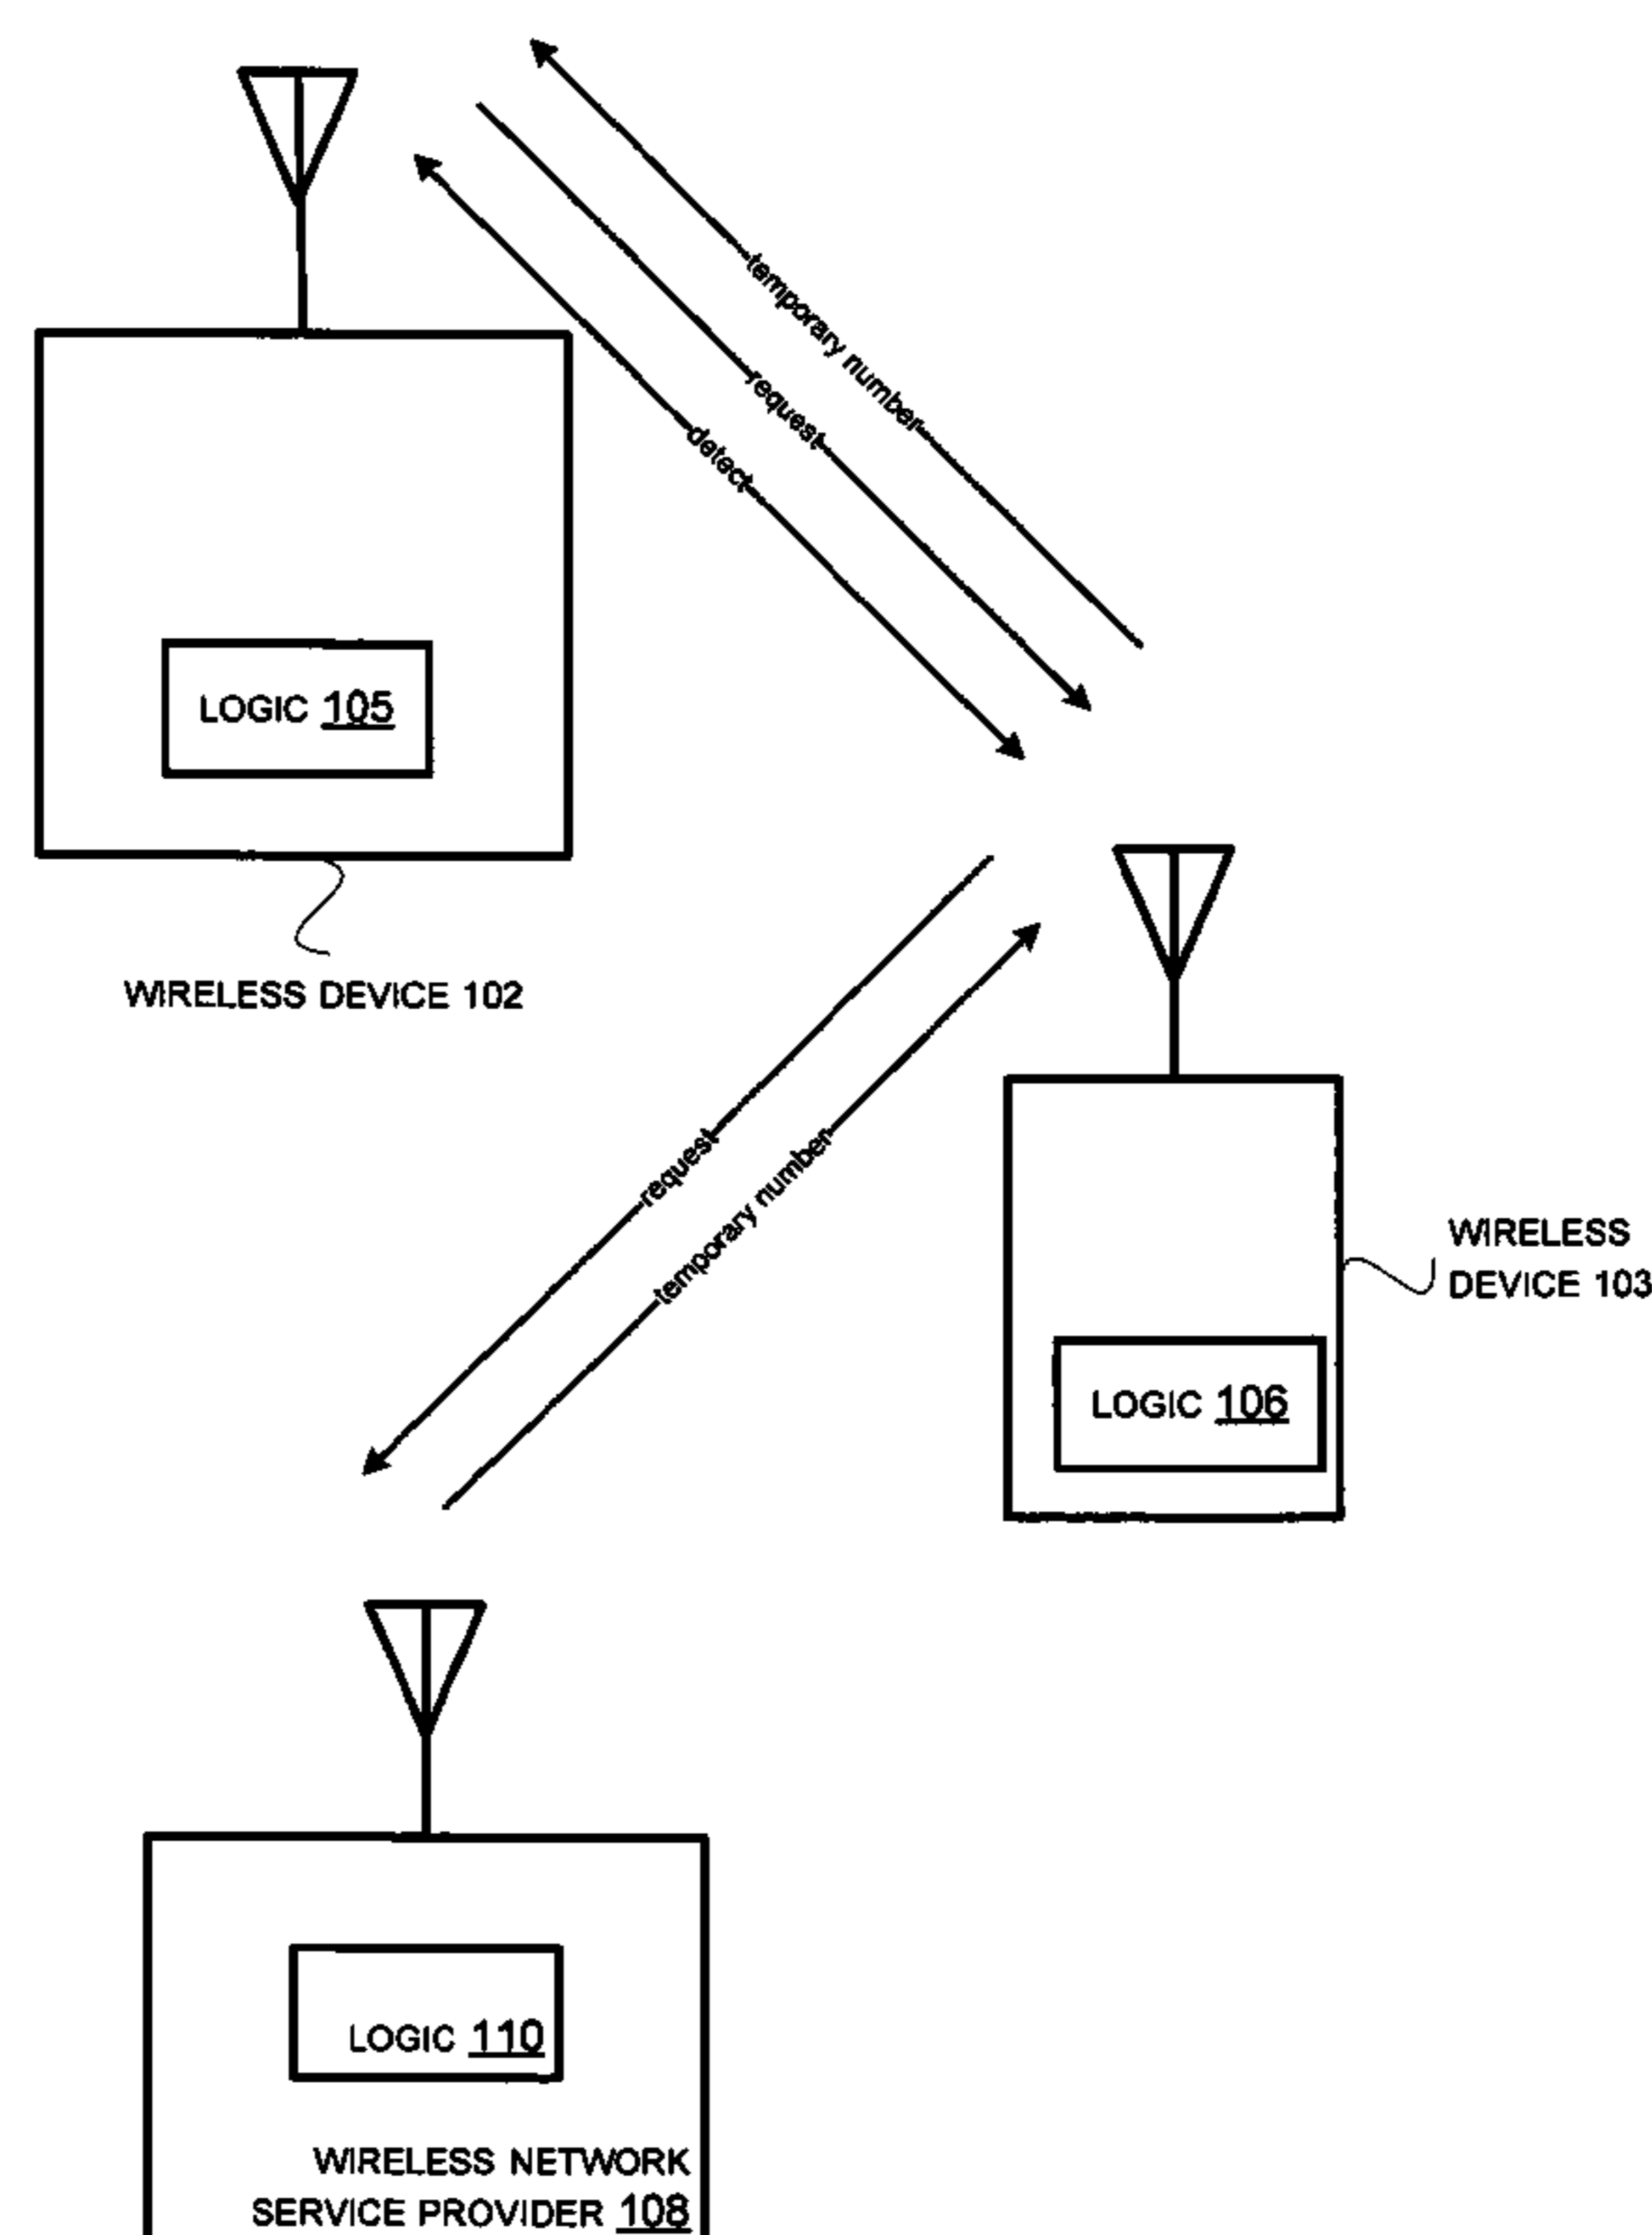 temporary number
request
detect
LOGIC 105
WIRELESS DEVICE 102
request
temporary number
WIRELESS
DEVICE 103
LOGIC 106
LOGIC 110
WIRELESS NETWORK
SERVICE PROVIDER 108